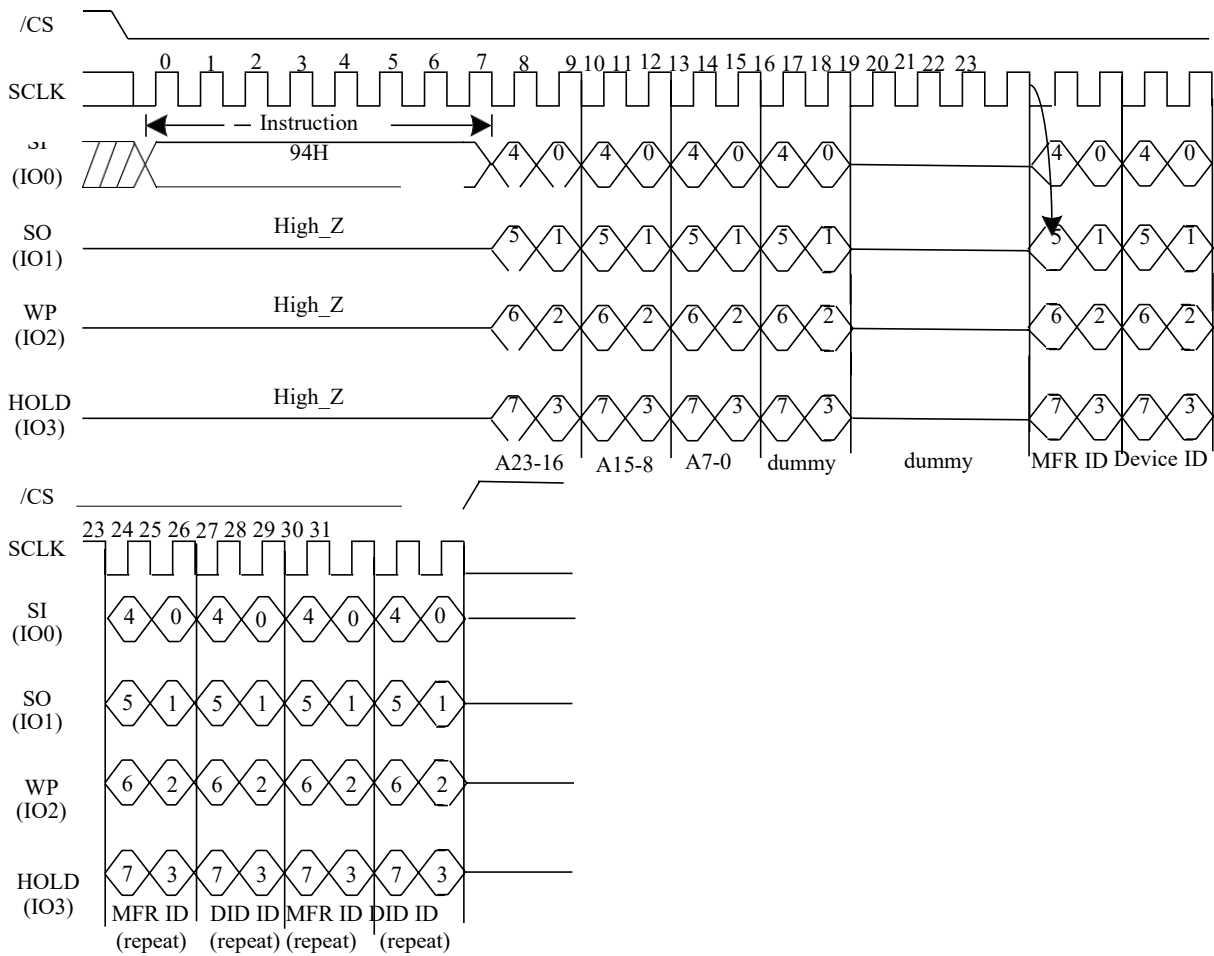 /CS
0 1 2 3 4 5 6 7 8 9 10 11 12 13 14 15 16 17 18 19 20 21 22 23
SCLK
Instruction
SI
(IO0)
94H
4 0 4 0 4 0 4 0 4 0 4 0
SO
(IO1)
High_Z
5 1 5 1 5 1 5 1 5 1 5 1
WP
(IO2)
High_Z
6 2 6 2 6 2 6 2 6 2 6 2
HOLD
(IO3)
High_Z
7 3 7 3 7 3 7 3 7 3 7 3
A23-16 A15-8 A7-0 dummy dummy MFR ID Device ID
/CS
23 24 25 26 27 28 29 30 31
SCLK
SI
(IO0)
4 0 4 0 4 0 4 0
SO
(IO1)
5 1 5 1 5 1 5 1
WP
(IO2)
6 2 6 2 6 2 6 2
HOLD
(IO3)
7 3 7 3 7 3 7 3
MFR ID DID ID MFR ID DID ID
(repeat) (repeat) (repeat) (repeat)